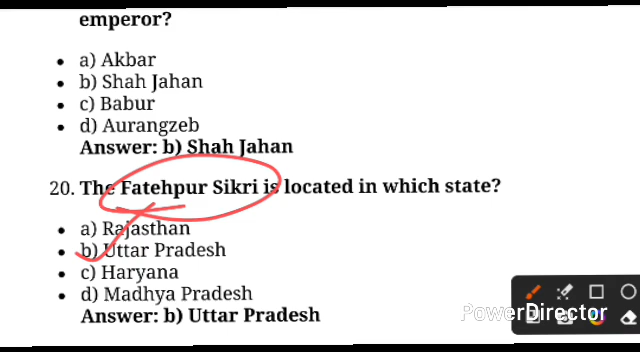 emperor?
• a) Akbar
• b) Shah Jahan
• c) Babur
• d) Aurangzeb
Answer: b) Shah Jahan
20. The Fatehpur Sikri is located in which state?
• a) Rajasthan
• b) Uttar Pradesh
• c) Haryana
• d) Madhya Pradesh
Answer: b) Uttar Pradesh
PowerDirector